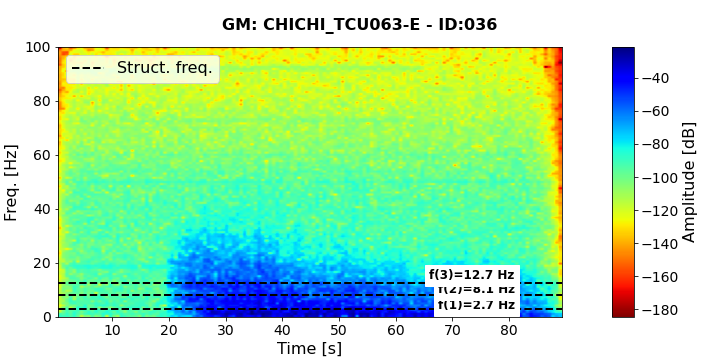 GM: CHICHI_TCU063-E - ID:036
Struct. freq.
Freq. [Hz]
100
80
60
40
20
0
f(3)=12.7 Hz
f(2)=8.1 Hz
f(1)=2.7 Hz
10 20 30 40 50 60 70 80
Time [s]
−40
−60
−80
−100
−120
−140
−160
−180
Amplitude [dB]